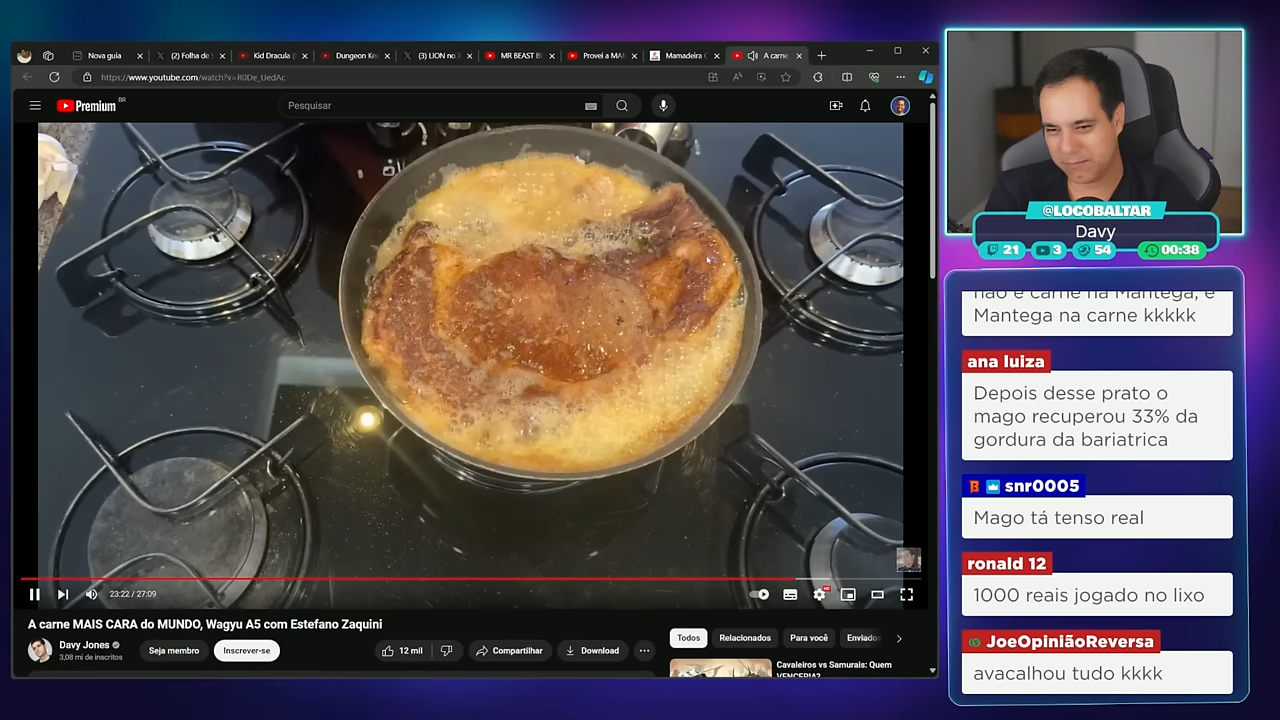 Nova guia
(2) Folha de
Kid Dracula (
Dungeon Ke
(3) LION no
MR BEAST B
Provei a MA
Mamadeira
A carne
https://www.youtube.com/watch?v=R0De_UedAc
Premium BR
Pesquisar
23:22 / 27:09
A carne MAIS CARA do MUNDO, Wagyu A5 com Estefano Zaquini
Davy Jones
3,08 mi de inscritos
Seja membro
Inscrever-se
12 mil
Compartilhar
Download
Todos
Relacionados
Para você
Enviados
Cavaleiros vs Samurais: Quem
VENCERIA?
@LOCOBALTAR
Davy
21
3
54
00:38
não é carne na Mantega, é
Mantega na carne kkkkk
ana luiza
Depois desse prato o
mago recuperou 33% da
gordura da bariatrica
snr0005
Mago tá tenso real
ronald 12
1000 reais jogado no lixo
JoeOpiniãoReversa
avacalhou tudo kkkk